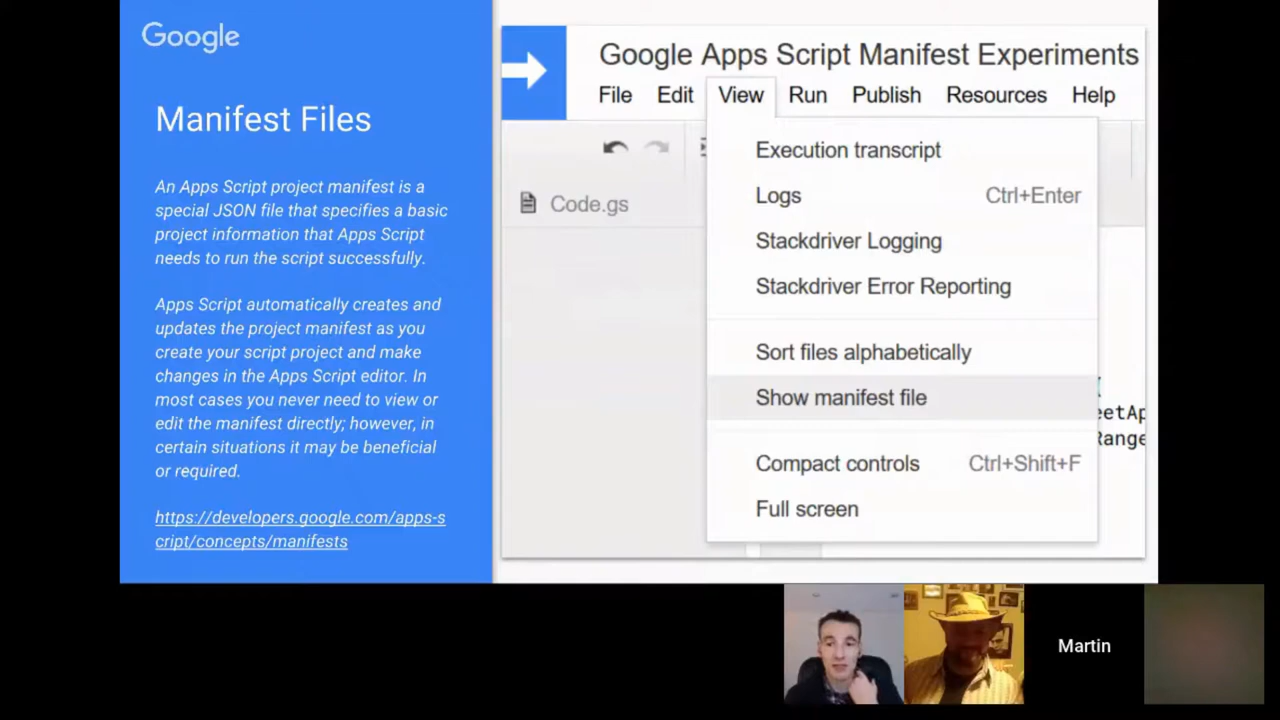 Google
Manifest Files
An Apps Script project manifest is a
special JSON file that specifies a basic
project information that Apps Script
needs to run the script successfully.
Apps Script automatically creates and
updates the project manifest as you
create your script project and make
changes in the Apps Script editor. In
most cases you never need to view or
edit the manifest directly; however, in
certain situations it may be beneficial
or required.
https://developers.google.com/apps-s
cript/concepts/manifests
Google Apps Script Manifest Experiments
File Edit View Run Publish Resources Help
Execution transcript
Code.gs
Logs Ctrl+Enter
Stackdriver Logging
Stackdriver Error Reporting
Sort files alphabetically
Show manifest file
Compact controls Ctrl+Shift+F
Full screen
(
eetAp
Range
Martin